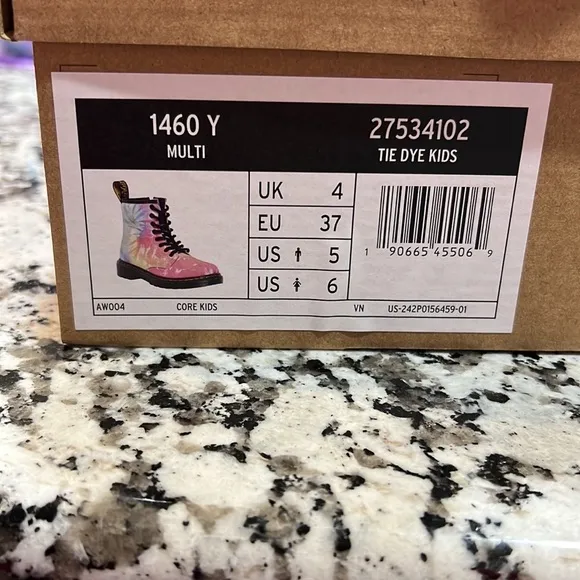 1460 Y
MULTI
27534102
TIE DYE KIDS
UK 4
EU 37
US 5
US 6
1 90665 45506 9
AW004 CORE KIDS VN US-242P0156459-01